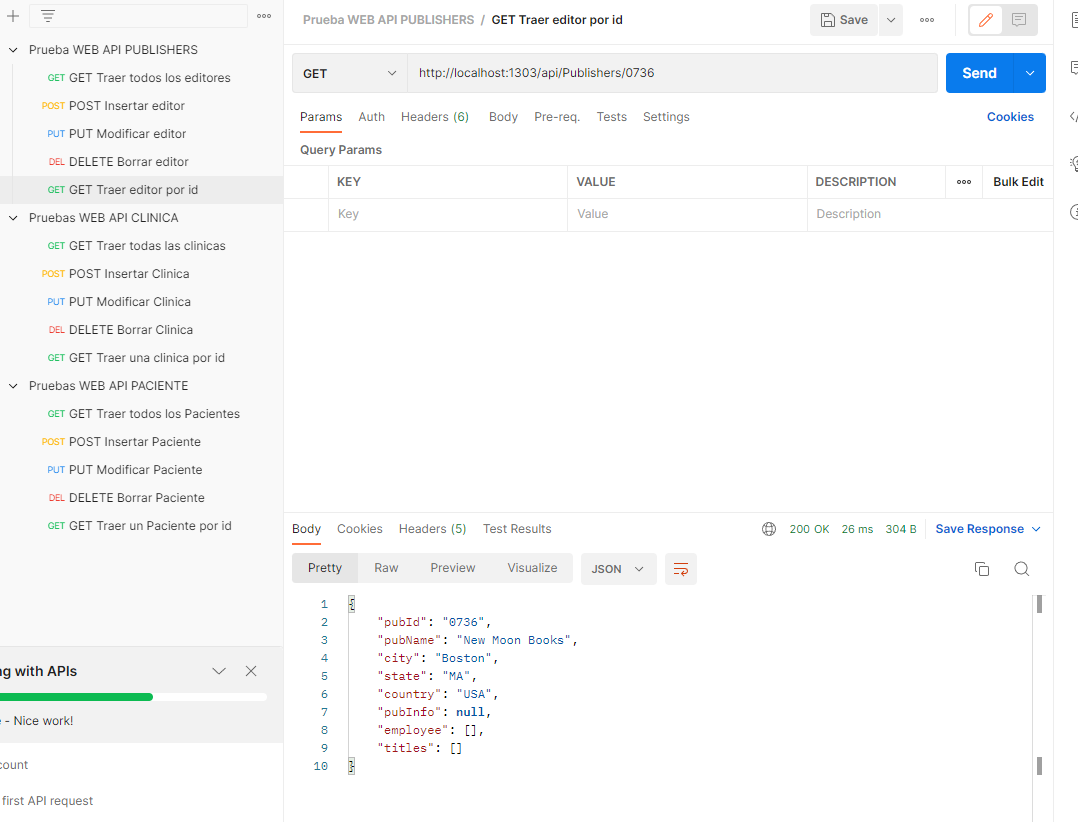 Prueba WEB API PUBLISHERS / GET Traer editor por id
Save
Prueba WEB API PUBLISHERS
GET GET Traer todos los editores
POST POST Insertar editor
PUT PUT Modificar editor
DEL DELETE Borrar editor
GET GET Traer editor por id
Pruebas WEB API CLINICA
GET GET Traer todas las clinicas
POST POST Insertar Clinica
PUT PUT Modificar Clinica
DEL DELETE Borrar Clinica
GET GET Traer una clinica por id
Pruebas WEB API PACIENTE
GET GET Traer todos los Pacientes
POST POST Insertar Paciente
PUT PUT Modificar Paciente
DEL DELETE Borrar Paciente
GET GET Traer un Paciente por id
ng with APIs
e - Nice work!
count
first API request
GET http://localhost:1303/api/Publishers/0736 Send
Params Auth Headers (6) Body Pre-req. Tests Settings Cookies
Query Params
KEY VALUE DESCRIPTION Bulk Edit
Key Value Description
Body Cookies Headers (5) Test Results 200 OK 26 ms 304 B Save Response
Pretty Raw Preview Visualize JSON
1 {
2 "pubId": "0736",
3 "pubName": "New Moon Books",
4 "city": "Boston",
5 "state": "MA",
6 "country": "USA",
7 "pubInfo": null,
8 "employee": [],
9 "titles": []
10 }